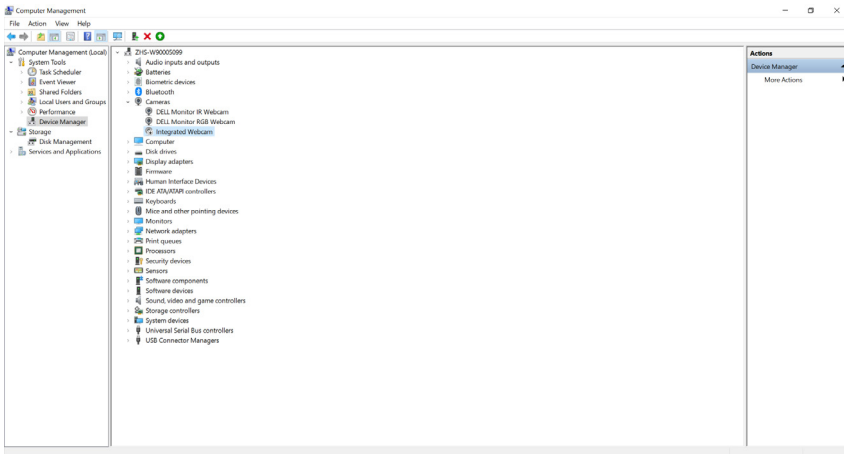 Computer Management
File Action View Help
Computer Management (Local)
System Tools
Task Scheduler
Event Viewer
Shared Folders
Local Users and Groups
Performance
Device Manager
Storage
Disk Management
Services and Applications
ZHS-W90005099
Audio inputs and outputs
Batteries
Biometric devices
Bluetooth
Cameras
DELL Monitor IR Webcam
DELL Monitor RGB Webcam
Integrated Webcam
Computer
Disk drives
Display adapters
Firmware
Human Interface Devices
IDE ATA/ATAPI controllers
Keyboards
Mice and other pointing devices
Monitors
Network adapters
Print queues
Processors
Security devices
Sensors
Software components
Software devices
Sound, video and game controllers
Storage controllers
System devices
Universal Serial Bus controllers
USB Connector Managers
Actions
Device Manager
More Actions